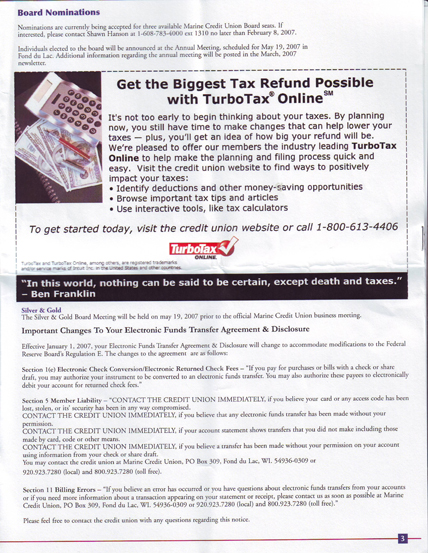 Board Nominations
Nominations are currently being accepted for three available Marine Credit Union Board seats. If
interested, please contact Shawn Hanson at 1-608-783-4000 ext 1310 no later than February 8, 2007.
Individuals elected to the board will be announced at the Annual Meeting, scheduled for May 19, 2007 in
Fond du Lac. Additional information regarding the annual meeting will be posted in the March, 2007
newsletter.
Get the Biggest Tax Refund Possible
with TurboTax® Online℠
It's not too early to begin thinking about your taxes. By planning
now, you still have time to make changes that can help lower your
taxes — plus, you'll get an idea of how big your refund will be.
We're pleased to offer our members the industry leading TurboTax
Online to help make the planning and filing process quick and
easy. Visit the credit union website to find ways to positively
impact your taxes:
• Identify deductions and other money-saving opportunities
• Browse important tax tips and articles
• Use interactive tools, like tax calculators
To get started today, visit the credit union website or call 1-800-613-4406
TurboTax
ONLINE
TurboTax and TurboTax Online, among others, are registered trademarks
and/or service marks of Intuit Inc. in the United States and other countries.
"In this world, nothing can be said to be certain, except death and taxes."
– Ben Franklin
Silver & Gold
The Silver & Gold Board Meeting will be held on may 19, 2007 prior to the official Marine Credit Union business meeting.
Important Changes To Your Electronic Funds Transfer Agreement & Disclosure
Effective January 1, 2007, your Electronic Funds Transfer Agreement & Disclosure will change to accommodate modifications to the Federal
Reserve Board's Regulation E. The changes to the agreement are as follows:
Section 1(e) Electronic Check Conversion/Electronic Returned Check Fees – "If you pay for purchases or bills with a check or share
draft, you may authorize your instrument to be converted to an electronic funds transfer. You may also authorize these payees to electronically
debit your account for returned check fees."
Section 5 Member Liability – "CONTACT THE CREDIT UNION IMMEDIATELY, if you believe your card or any access code has been
lost, stolen, or its' security has been in any way compromised.
CONTACT THE CREDIT UNION IMMEDIATELY, if you believe that any electronic funds transfer has been made without your
permission.
CONTACT THE CREDIT UNION IMMEDIATELY, if your account statement shows transfers that you did not make including those
made by card, code or other means.
CONTACT THE CREDIT UNION IMMEDIATELY, if you believe a transfer has been made without your permission on your account
using information from your check or share draft.
You may contact the credit union at Marine Credit Union, PO Box 309, Fond du Lac, WI. 54936-0309 or
920.923.7280 (local) and 800.923.7280 (toll free).
Section 11 Billing Errors – "If you believe an error has occurred or you have questions about electronic funds transfers from your accounts
or if you need more information about a transaction appearing on your statement or receipt, please contact us as soon as possible at Marine
Credit Union, PO Box 309, Fond du Lac, WI. 54936-0309 or 920.923.7280 (local) and 800.923.7280 (toll free)."
Please feel free to contact the credit union with any questions regarding this notice.
3